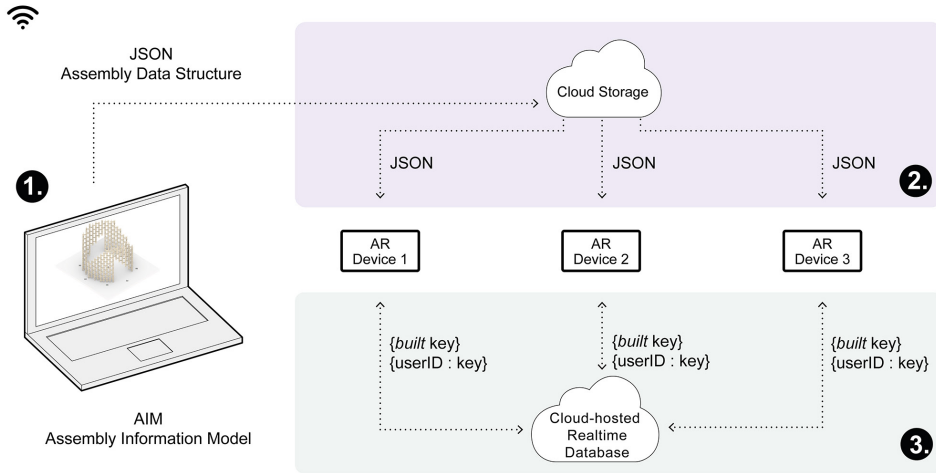 JSON
Assembly Data Structure
Cloud Storage
JSON
JSON
JSON
1.
2.
AR
Device 1
AR
Device 2
AR
Device 3
{built key}
{userID : key}
{built key}
{userID : key}
{built key}
{userID : key}
AIM
Assembly Information Model
Cloud-hosted
Realtime
Database
3.